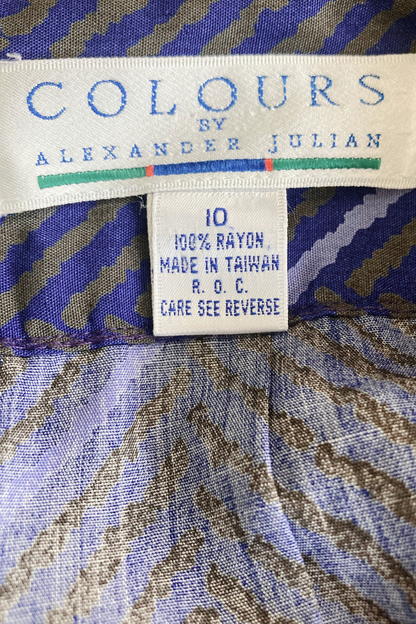 COLOURS
BY
ALEXANDER JULIAN
10
100% RAYON
MADE IN TAIWAN
R. O. C.
CARE SEE REVERSE